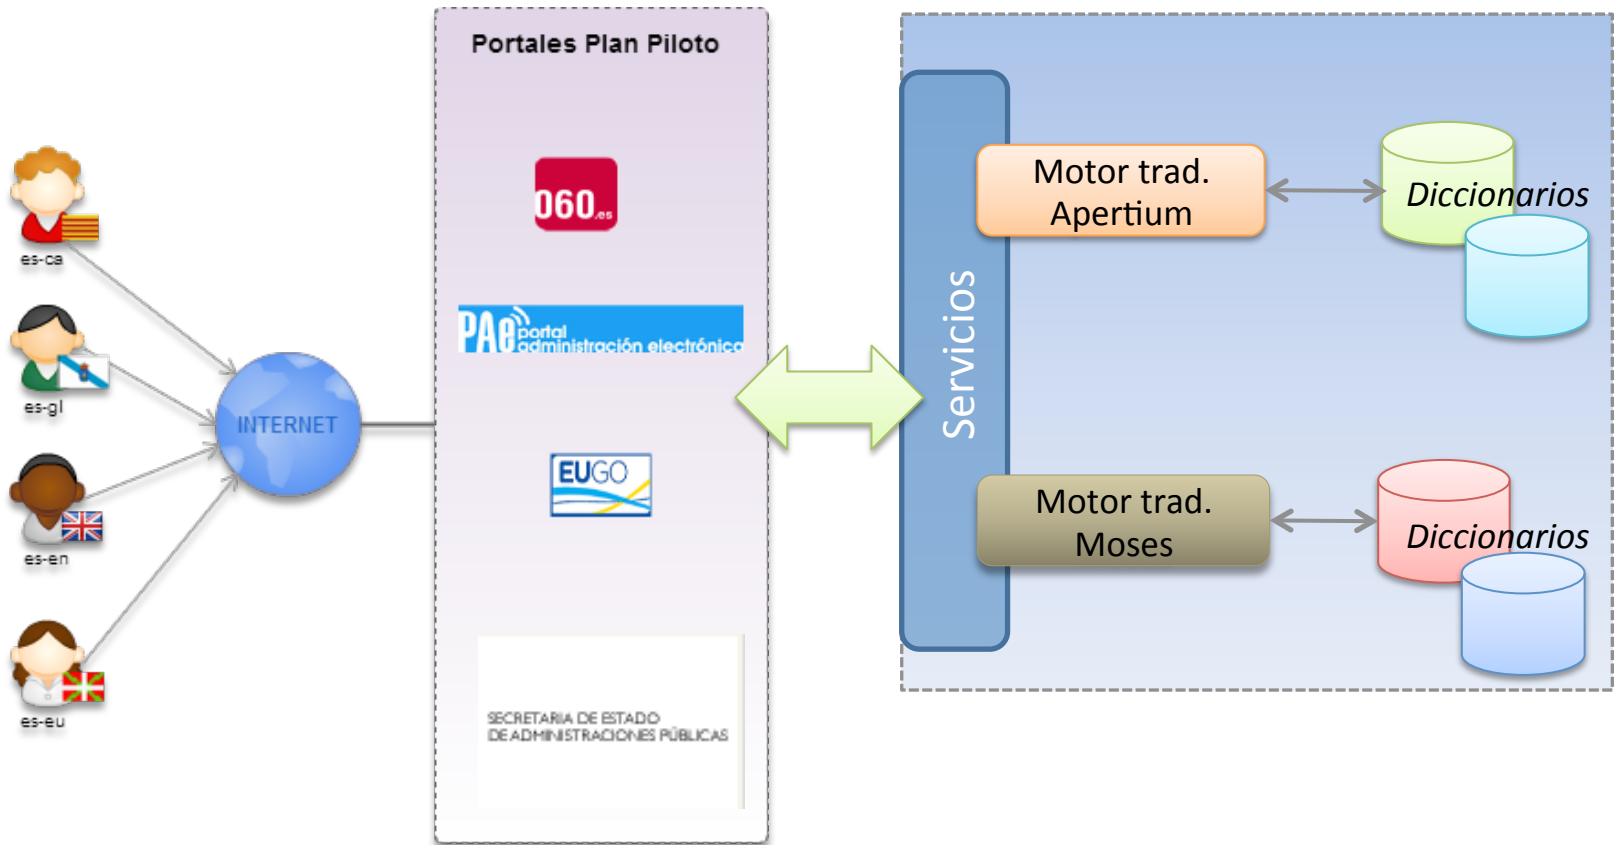 Portales Plan Piloto
es-ca
es-gl
es-en
es-eu
INTERNET
060.es
PAe portal
administración electrónica
EUGO
SECRETARIA DE ESTADO
DE ADMINISTRACIONES PÚBLICAS
Servicios
Motor trad.
Apertium
Diccionarios
Motor trad.
Moses
Diccionarios